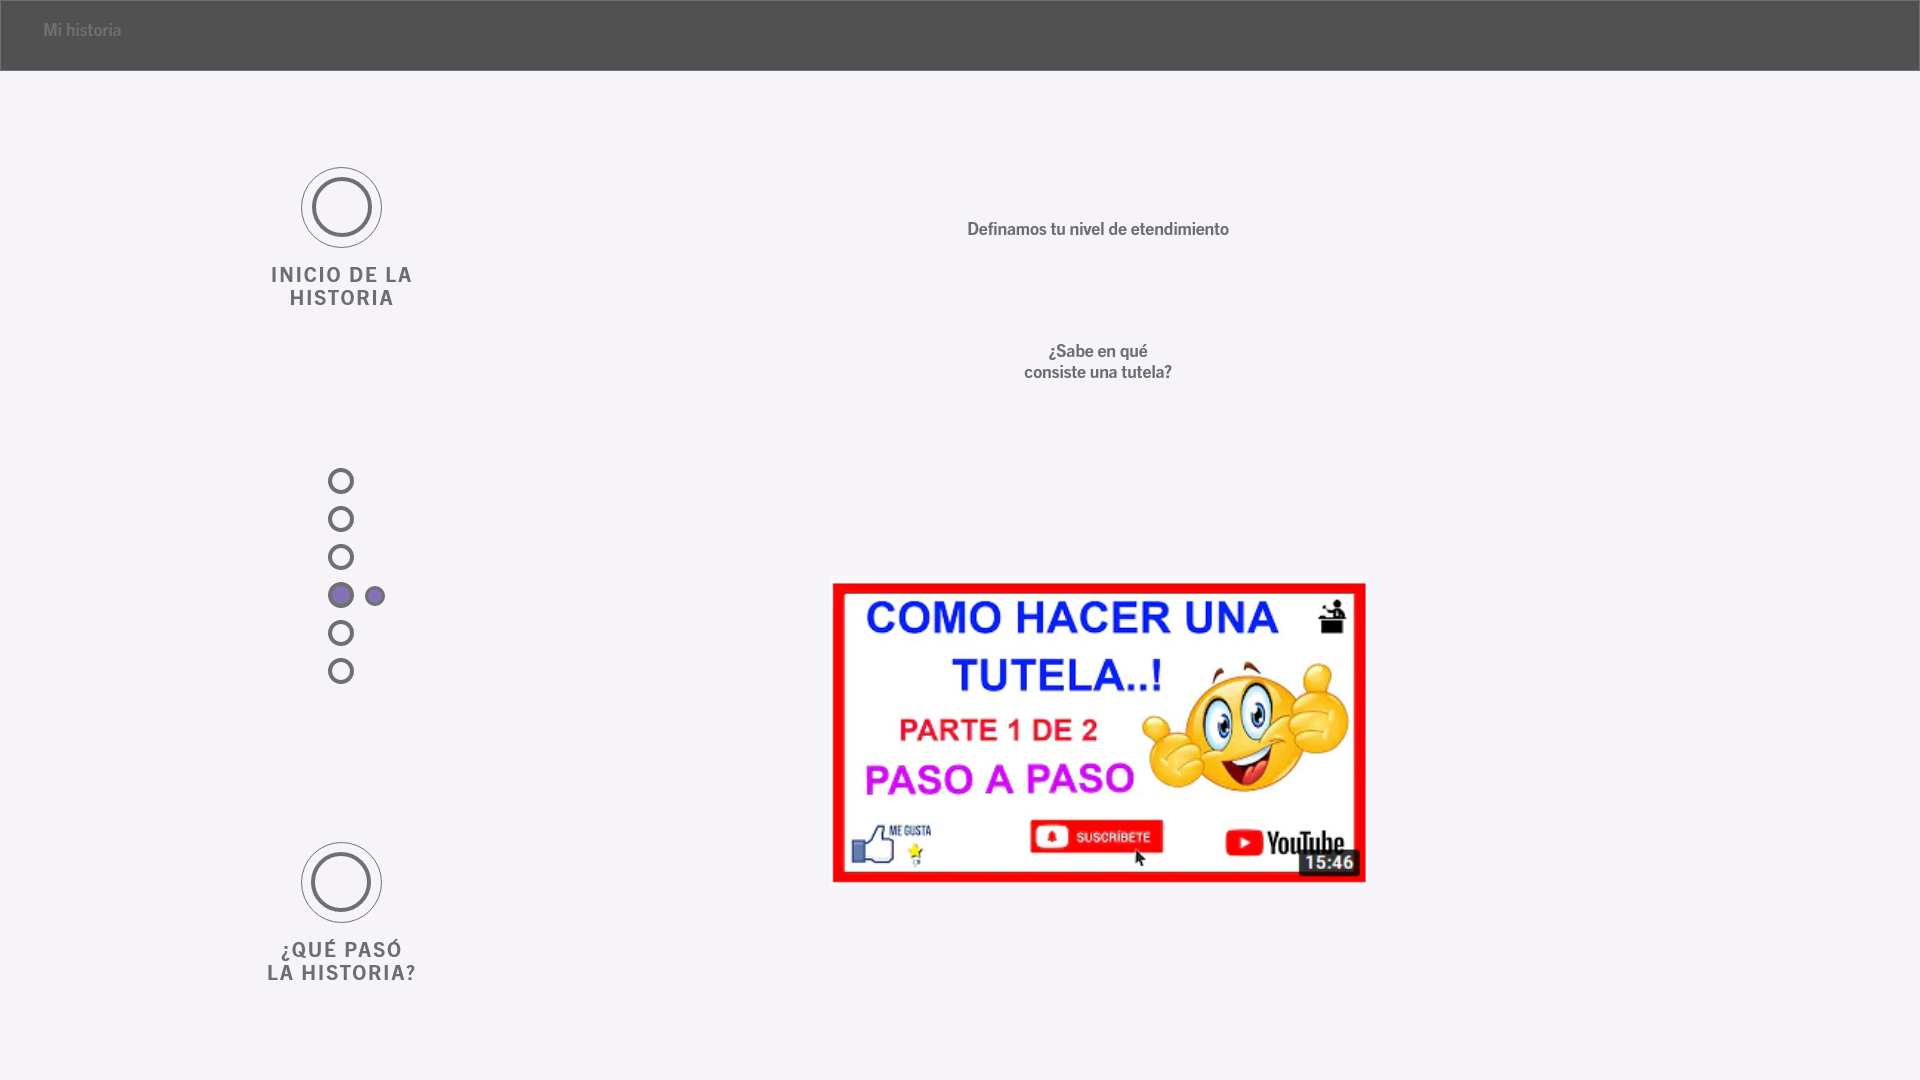 Mi historia
INICIO DE LA
HISTORIA
Definamos tu nivel de etendimiento
¿Sabe en qué
consiste una tutela?
COMO HACER UNA
TUTELA..!
PARTE 1 DE 2
PASO A PASO
ME GUSTA
SUSCRÍBETE
YouTube
15:46
¿QUÉ PASÓ
LA HISTORIA?